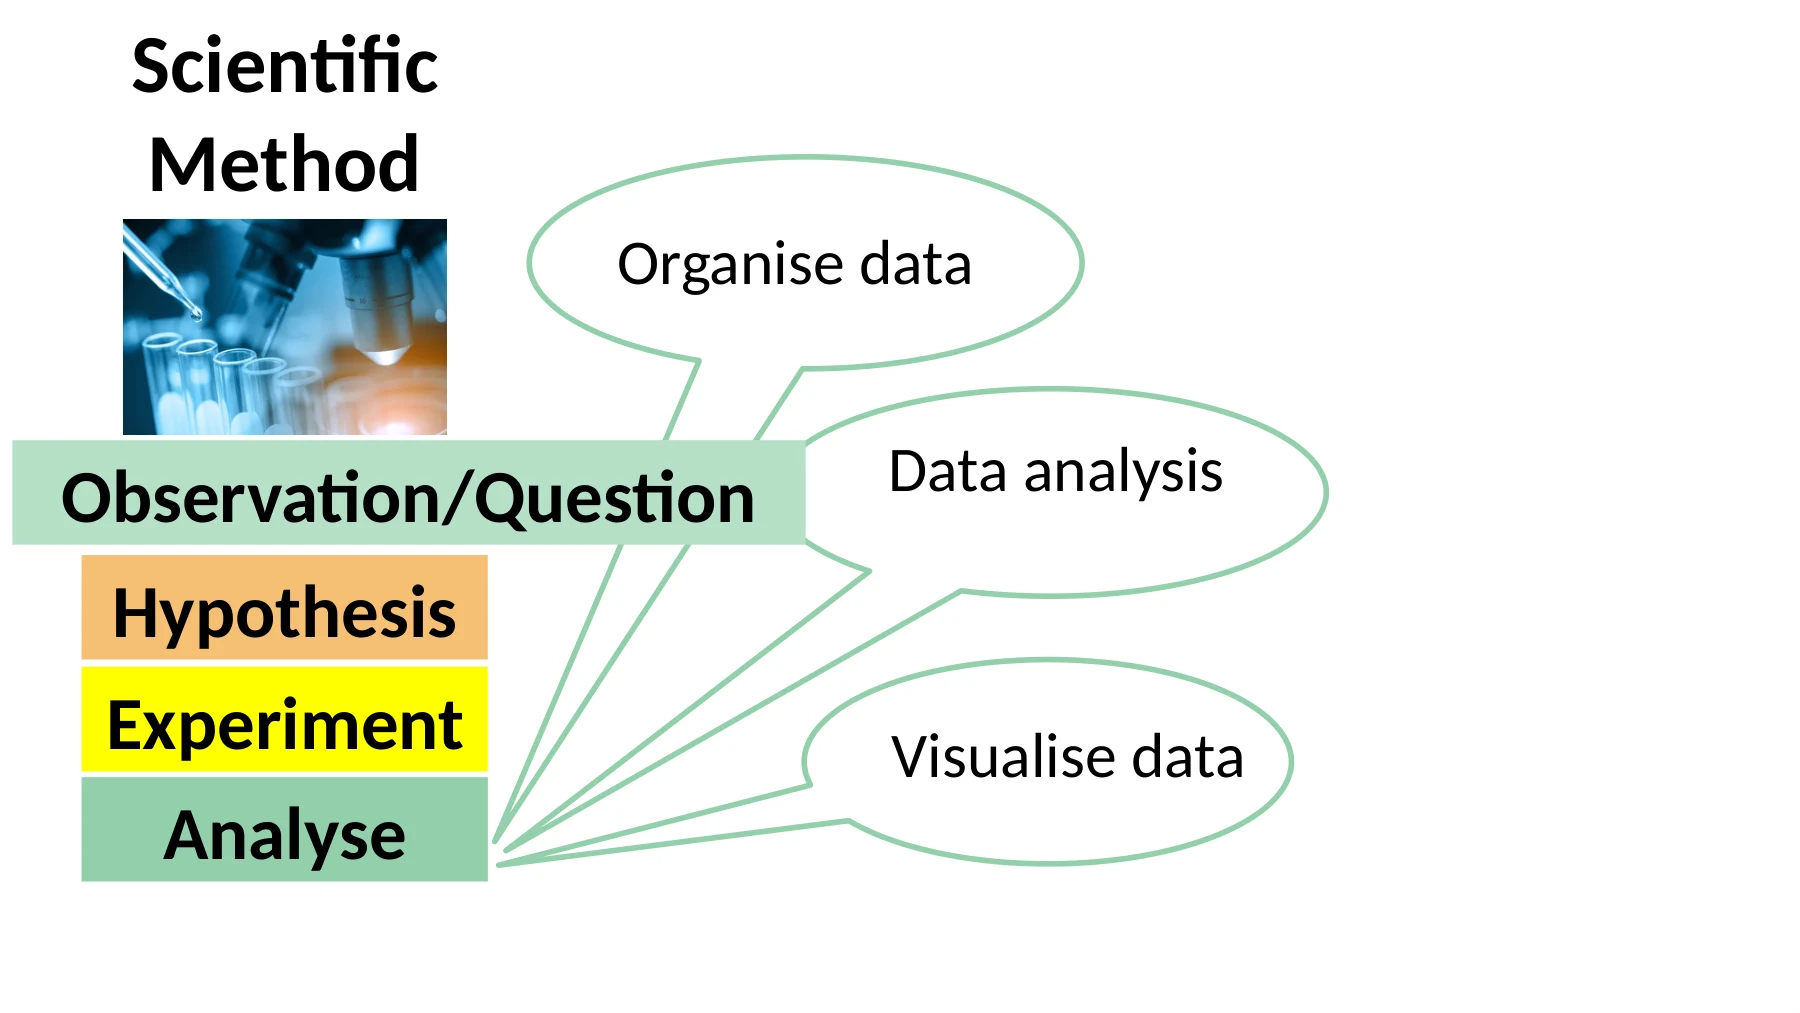 Scientific
Method
Organise data
Data analysis
Observation/Question
Hypothesis
Experiment
Visualise data
Analyse